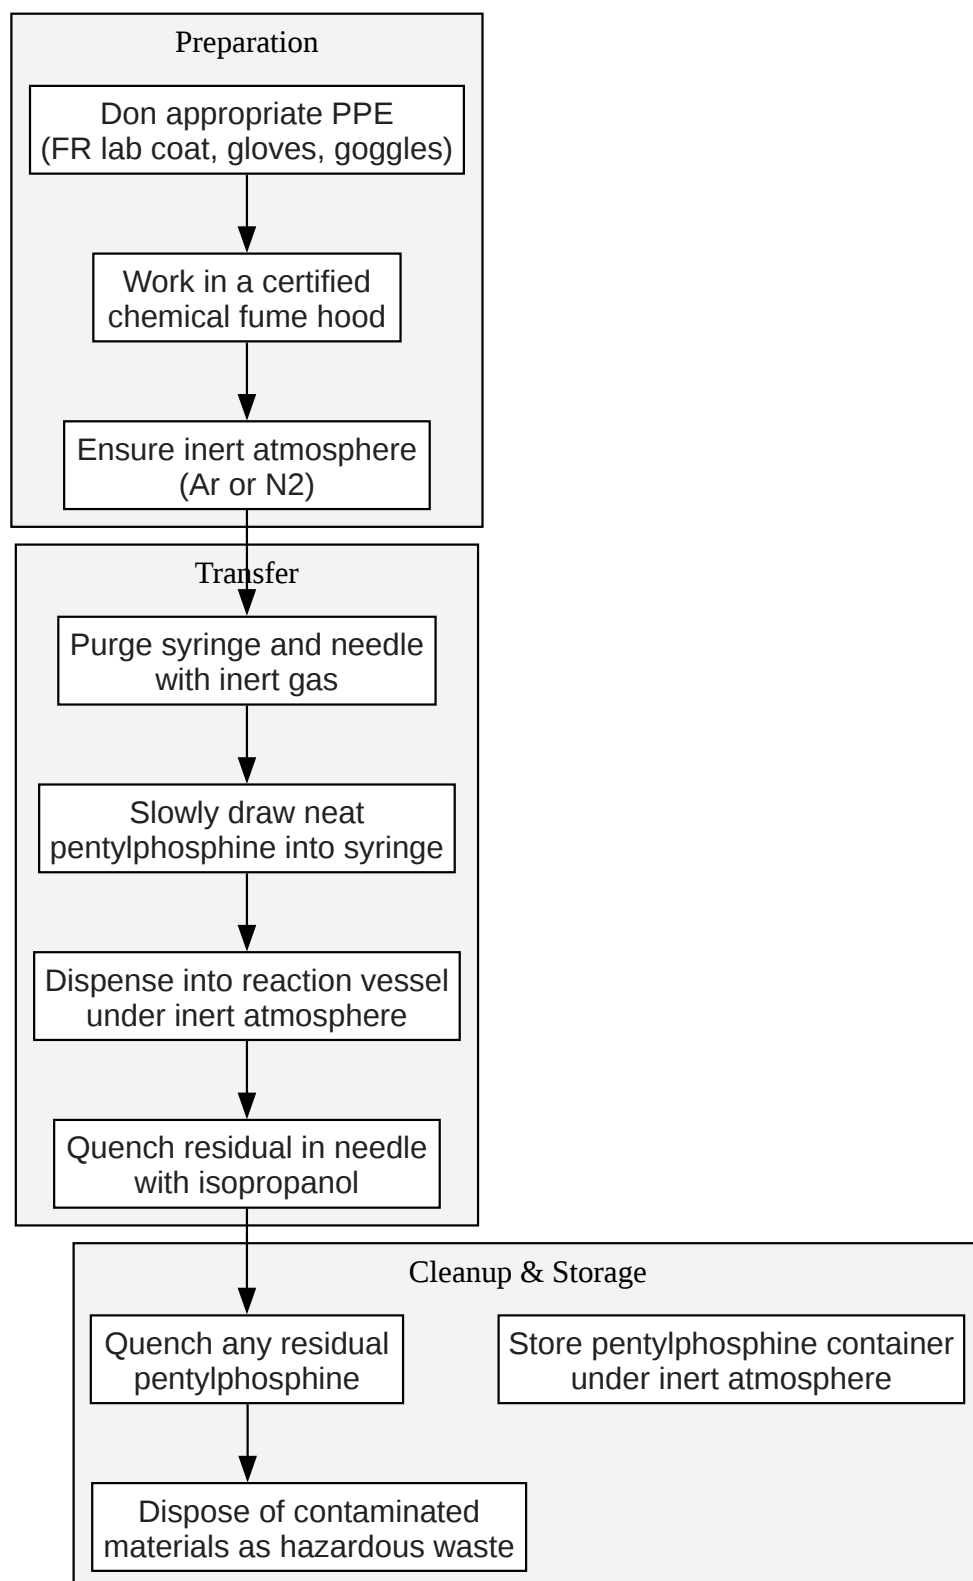 Preparation
Don appropriate PPE
(FR lab coat, gloves, goggles)
Work in a certified
chemical fume hood
Ensure inert atmosphere
(Ar or N2)
Transfer
Purge syringe and needle
with inert gas
Slowly draw neat
pentylphosphine into syringe
Dispense into reaction vessel
under inert atmosphere
Quench residual in needle
with isopropanol
Cleanup & Storage
Quench any residual
pentylphosphine
Store pentylphosphine container
under inert atmosphere
Dispose of contaminated
materials as hazardous waste